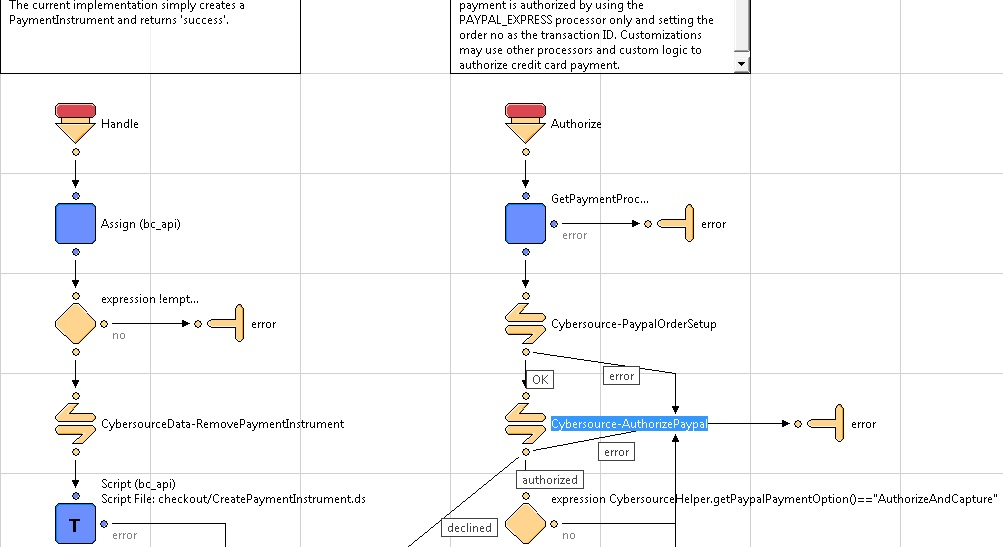 The current implementation simply creates a
PaymentInstrument and returns 'success'.
payment is authorized by using the
PAYPAL_EXPRESS processor only and setting the
order no as the transaction ID. Customizations
may use other processors and custom logic to
authorize credit card payment.
Handle
Assign (bc_api)
expression !empt...
no
error
CybersourceData-RemovePaymentInstrument
Script (bc_api)
Script File: checkout/CreatePaymentInstrument.ds
T
error
Authorize
GetPaymentProc...
error
error
Cybersource-PaypalOrderSetup
OK
error
Cybersource-AuthorizePaypal
error
error
authorized
declined
expression CybersourceHelper.getPaypalPaymentOption()=="AuthorizeAndCapture"
no